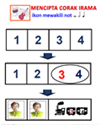 MENCIPTA CORAK IRAMA
Ikon mewakili not ♩ ♩
1 2 3 4
1 2 3 4